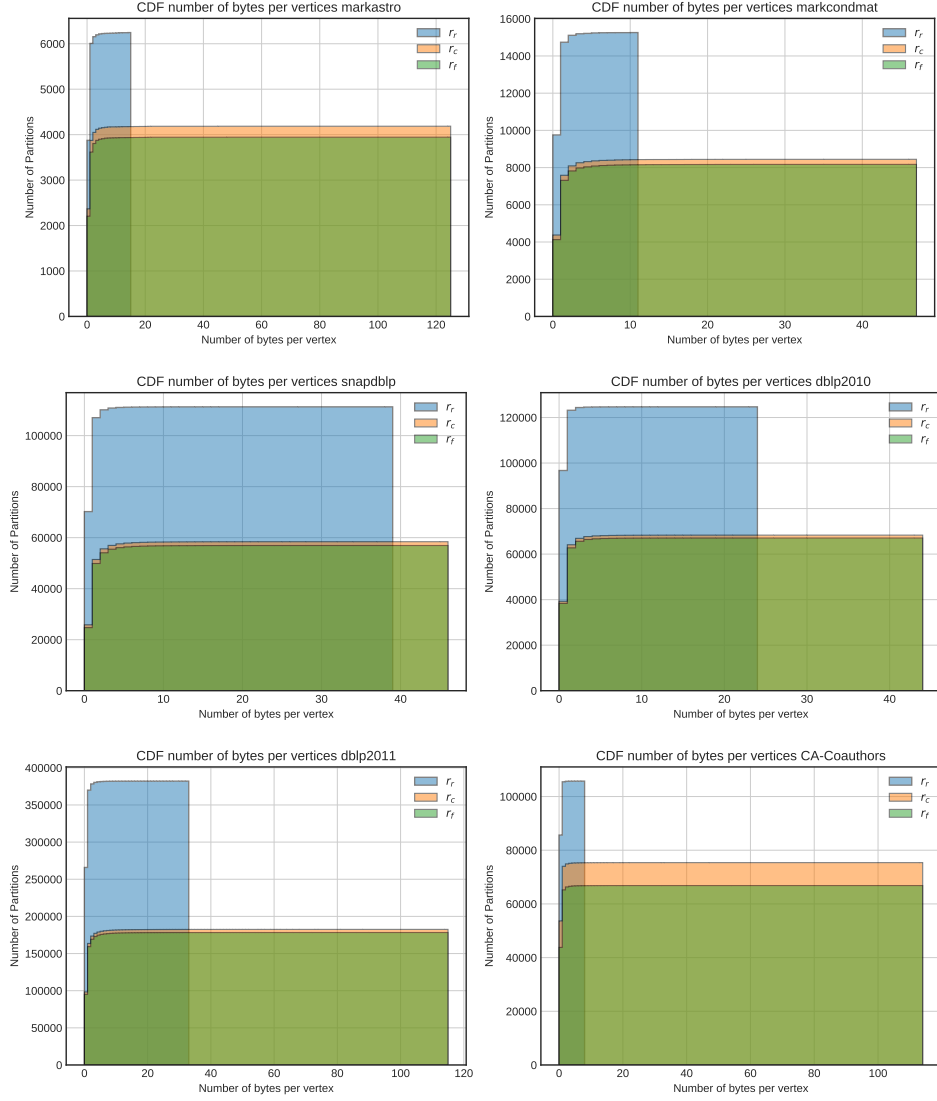 CDF number of bytes per vertices markastro
6000
5000
4000
3000
2000
1000
0
Number of Partitions
0 20 40 60 80 100 120
Number of bytes per vertex
r_r
r_c
r_f
CDF number of bytes per vertices markcondmat
16000
14000
12000
10000
8000
6000
4000
2000
0
Number of Partitions
0 10 20 30 40
Number of bytes per vertex
r_r
r_c
r_f
CDF number of bytes per vertices snapdblp
100000
80000
60000
40000
20000
0
Number of Partitions
0 10 20 30 40
Number of bytes per vertex
r_r
r_c
r_f
CDF number of bytes per vertices dblp2010
120000
100000
80000
60000
40000
20000
0
Number of Partitions
0 10 20 30 40
Number of bytes per vertex
r_r
r_c
r_f
CDF number of bytes per vertices dblp2011
400000
350000
300000
250000
200000
150000
100000
50000
0
Number of Partitions
0 20 40 60 80 100 120
Number of bytes per vertex
r_r
r_c
r_f
CDF number of bytes per vertices CA-Coauthors
100000
80000
60000
40000
20000
0
Number of Partitions
0 20 40 60 80 100
Number of bytes per vertex
r_r
r_c
r_f